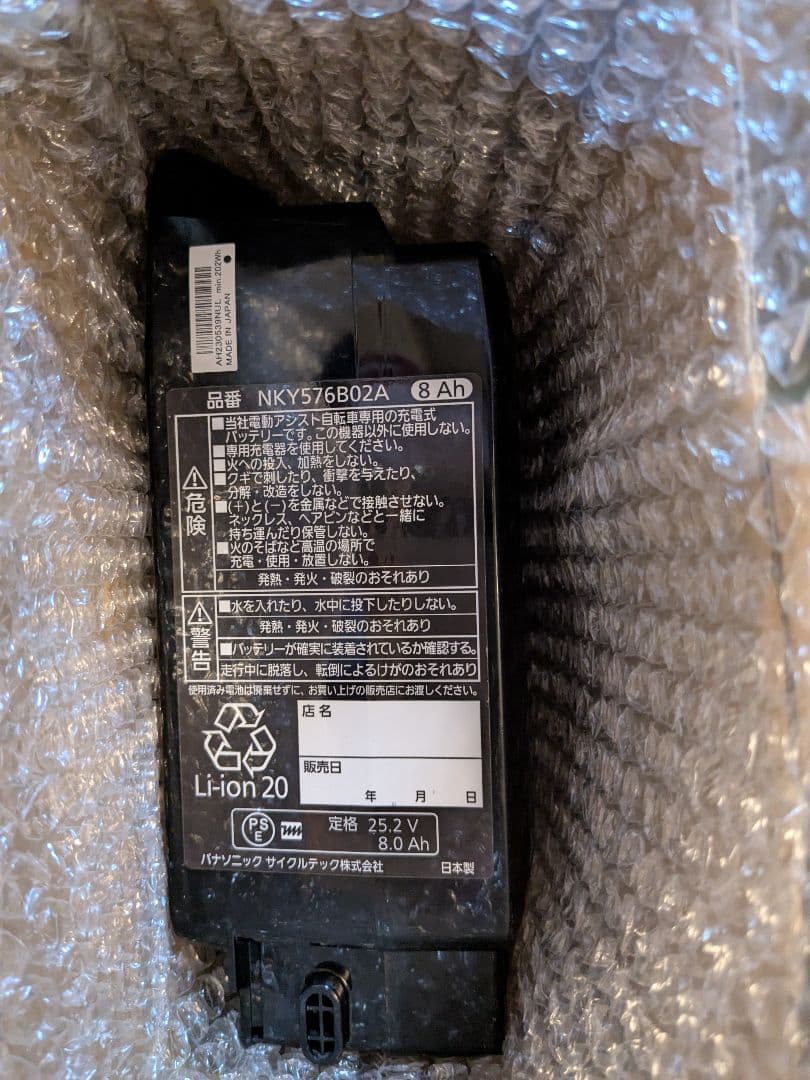 AH230539NUL min.202Wh
MADE IN JAPAN
品番 NKY576B02A 8 Ah
危険
■当社電動アシスト自転車専用の充電式
バッテリーです。この機器以外に使用しない。
■専用充電器を使用してください。
■火への投入、加熱をしない。
■クギで刺したり、衝撃を与えたり、
分解・改造をしない。
■(+)と(−)を金属などで接触させない。
ネックレス、ヘアピンなどと一緒に
持ち運んだり保管しない。
■火のそばなど高温の場所で
充電・使用・放置しない。
発熱・発火・破裂のおそれあり
警告
■水を入れたり、水中に投下したりしない。
発熱・発火・破裂のおそれあり
■バッテリーが確実に装着されているか確認する。
走行中に脱落し、転倒によるけがのおそれあり
使用済み電池は廃棄せずに、お買い上げの販売店にお渡しください。
Li-ion 20
店名
販売日
年 月 日
PSE
定格 25.2 V
8.0 Ah
パナソニック サイクルテック株式会社 日本製